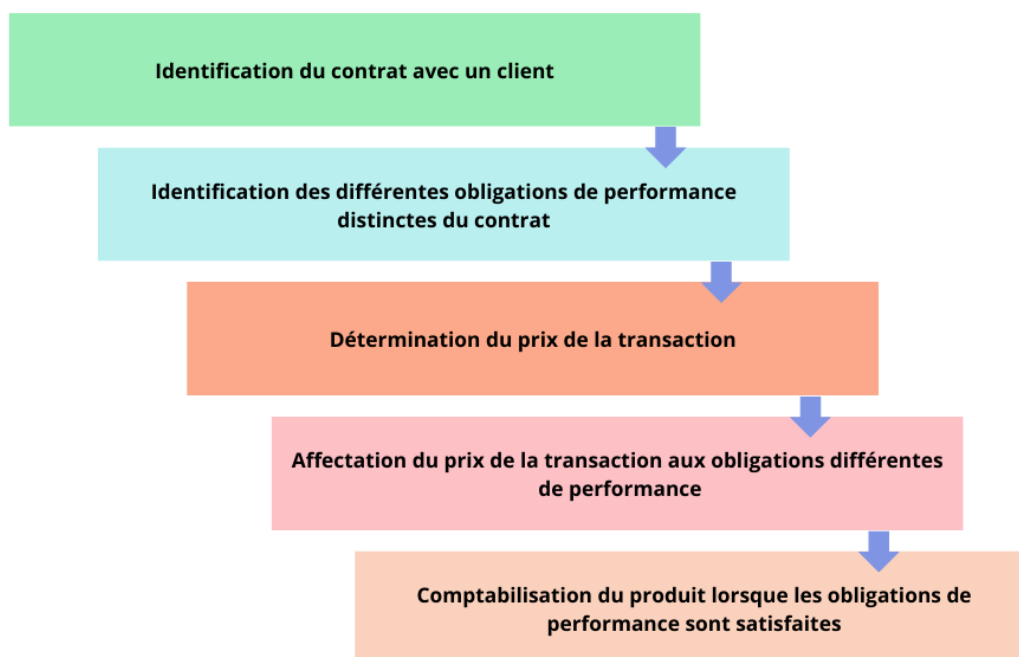 Identification du contrat avec un client
Identification des différentes obligations de performance
distinctes du contrat
Détermination du prix de la transaction
Affectation du prix de la transaction aux obligations différentes
de performance
Comptabilisation du produit lorsque les obligations de
performance sont satisfaites